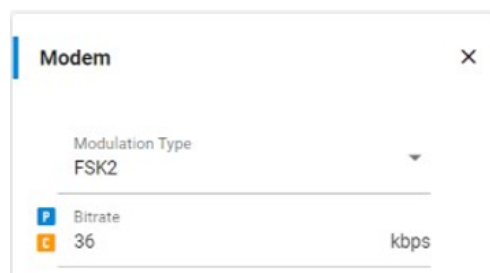 Modem
Modulation Type
FSK2
P Bitrate
C 36 kbps